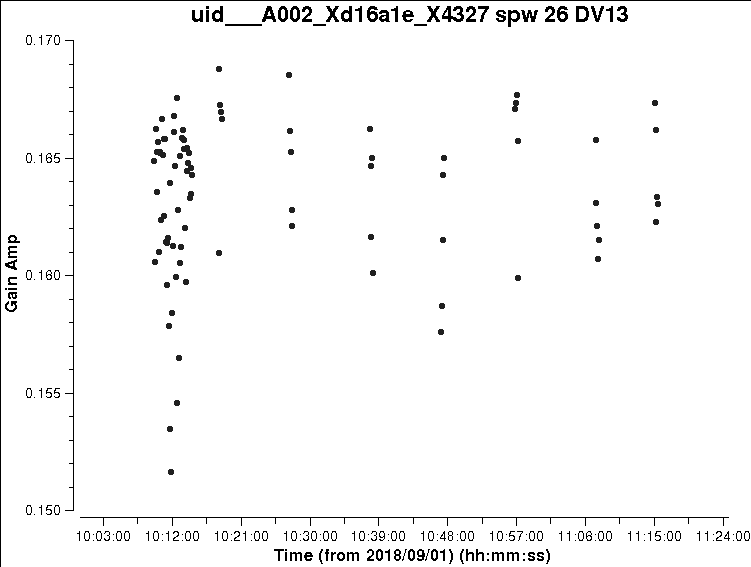 uid___A002_Xd16a1e_X4327 spw 26 DV13
0.170
0.165
0.160
0.155
0.150
Gain Amp
10:03:00 10:12:00 10:21:00 10:30:00 10:39:00 10:48:00 10:57:00 11:06:00 11:15:00 11:24:00
Time (from 2018/09/01) (hh:mm:ss)